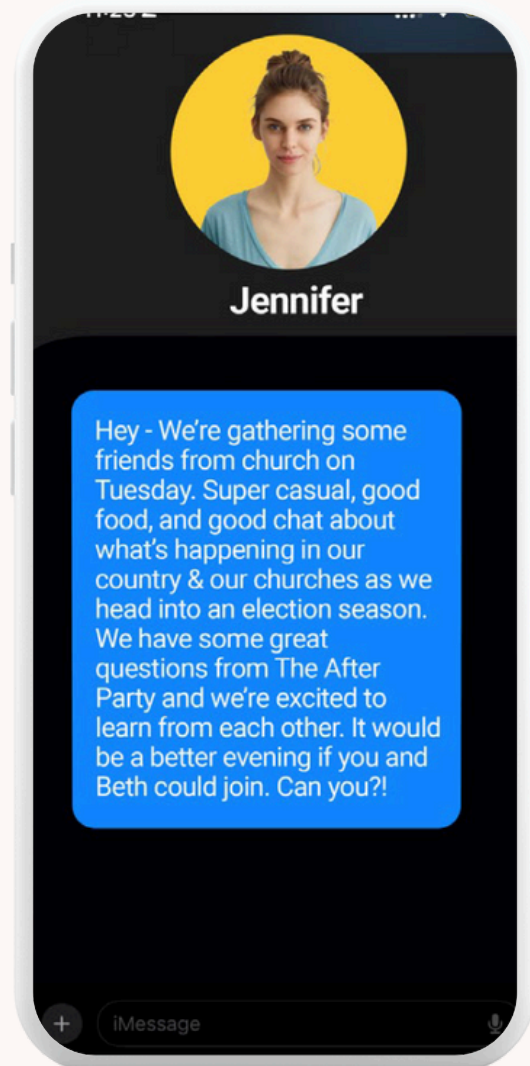 Jennifer
Hey - We're gathering some
friends from church on
Tuesday. Super casual, good
food, and good chat about
what's happening in our
country & our churches as we
head into an election season.
We have some great
questions from The After
Party and we're excited to
learn from each other. It would
be a better evening if you and
Beth could join. Can you?!
iMessage